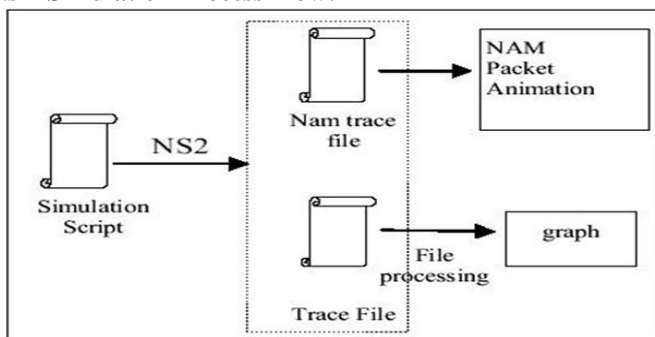 NAM
Packet
Animation
Nam trace
file
NS2
Simulation
Script
graph
File
processing
Trace File